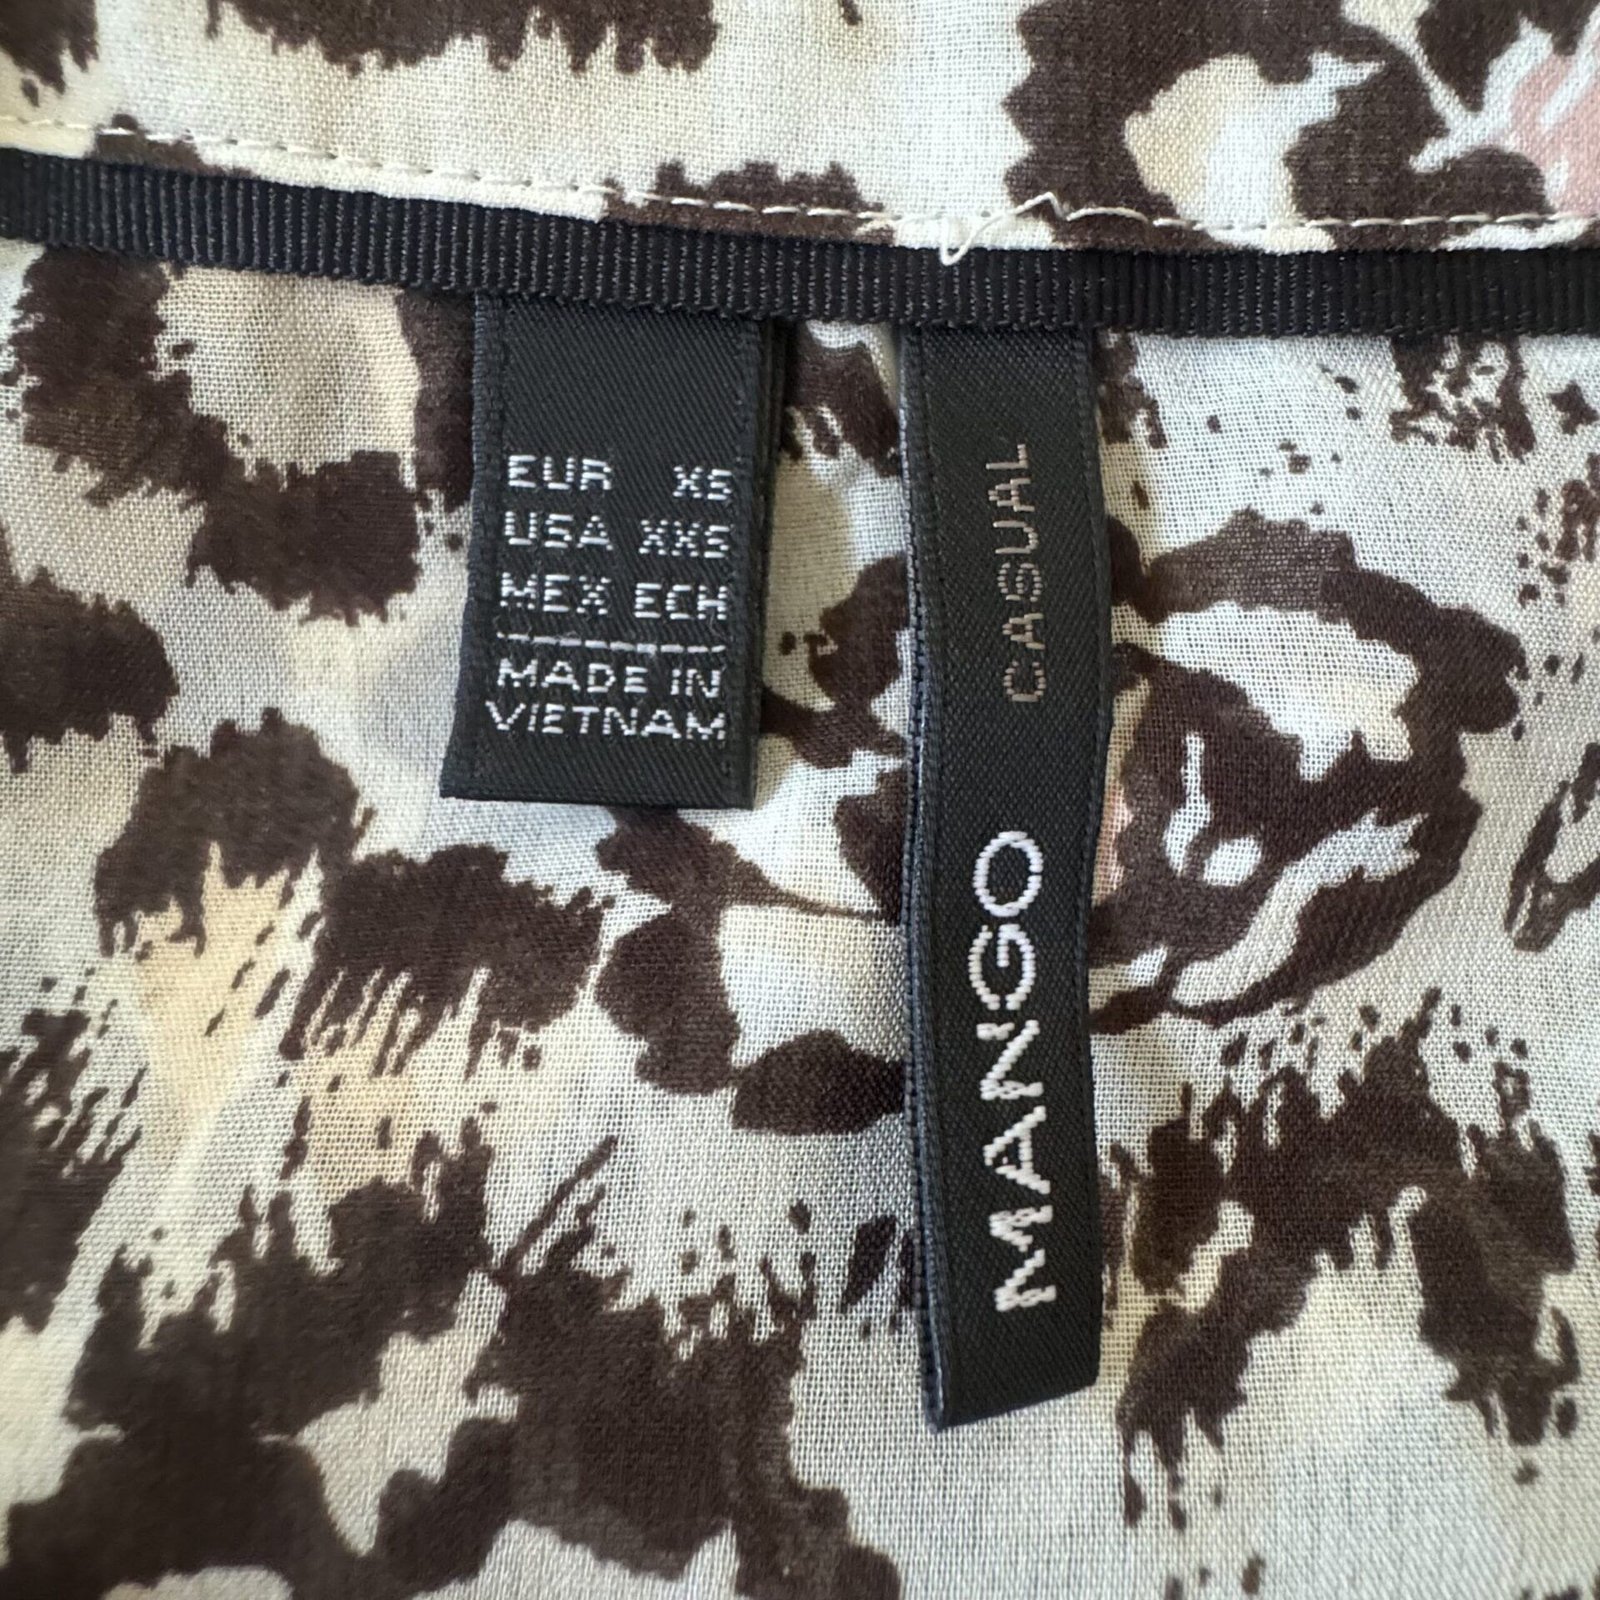 EUR XS
USA XXS
MEX ECH
MADE IN
VIETNAM
MANGO CASUAL